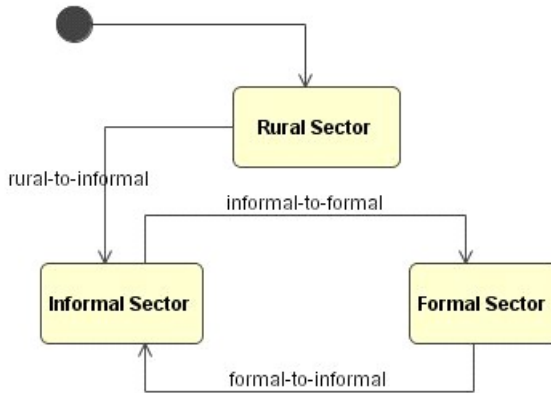 Rural Sector
rural-to-informal
informal-to-formal
Informal Sector
Formal Sector
formal-to-informal